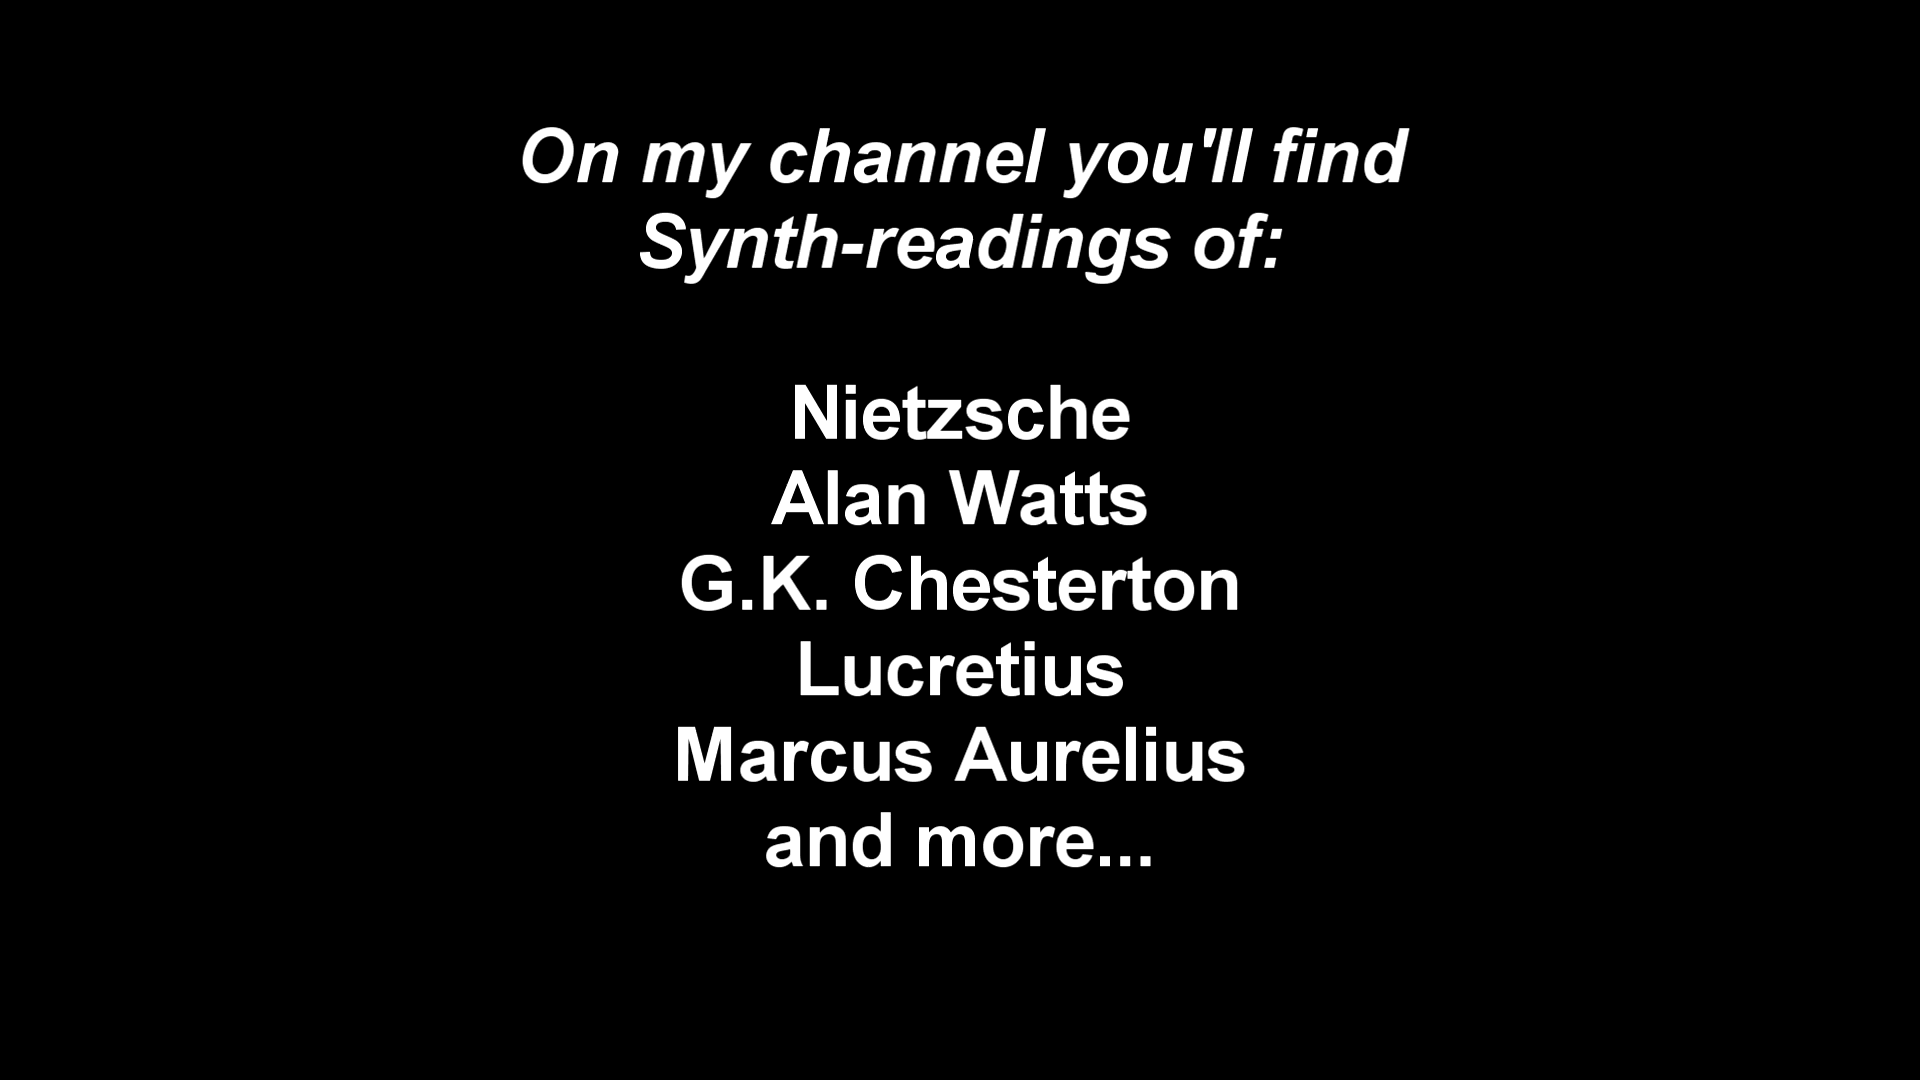 On my channel you'll find
Synth-readings of:
Nietzsche
Alan Watts
G.K. Chesterton
Lucretius
Marcus Aurelius
and more...